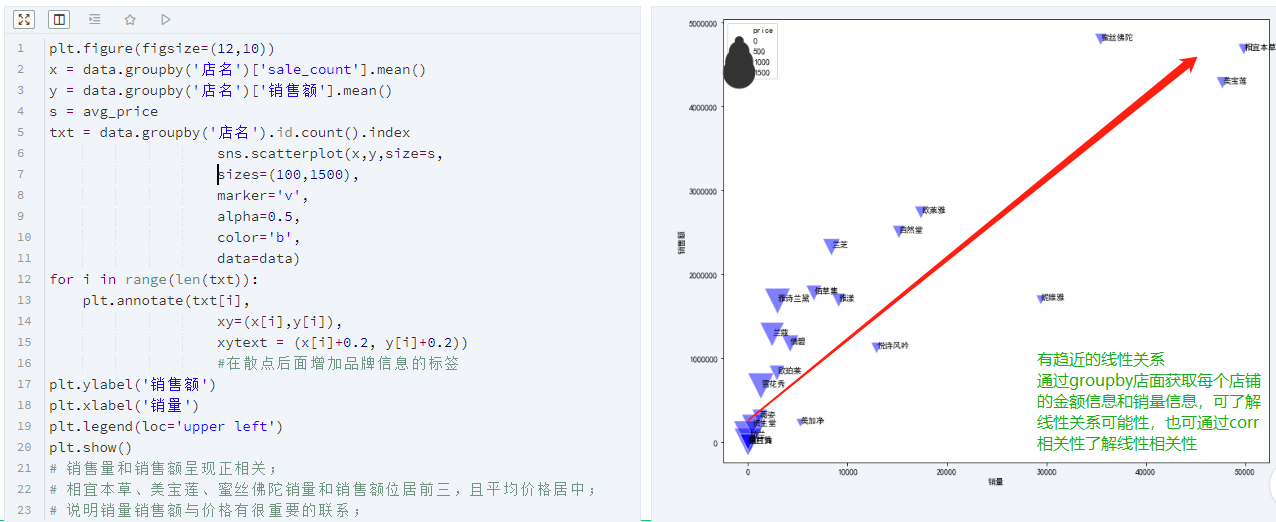 1 plt.figure(figsize=(12,10))
2 x = data.groupby('店名')['sale_count'].mean()
3 y = data.groupby('店名')['销售额'].mean()
4 s = avg_price
5 txt = data.groupby('店名').id.count().index
6 sns.scatterplot(x,y,size=s,
7 sizes=(100,1500),
8 marker='v',
9 alpha=0.5,
10 color='b',
11 data=data)
12 for i in range(len(txt)):
13 plt.annotate(txt[i],
14 xy=(x[i],y[i]),
15 xytext = (x[i]+0.2, y[i]+0.2))
16 #在散点后面增加品牌信息的标签
17 plt.ylabel('销售额')
18 plt.xlabel('销量')
19 plt.legend(loc='upper left')
20 plt.show()
21 # 销售量和销售额呈现正相关；
22 # 相宜本草、美宝莲、蜜丝佛陀销量和销售额位居前三，且平均价格居中；
23 # 说明销量销售额与价格有很重要的联系；
5000000
price
0
500
1000
1500
蜜丝佛陀
相宜本草
美宝莲
4000000
3000000
欧莱雅
自然堂
兰芝
销售额
2000000
佰草集
雅诗兰黛
雅漾
妮维雅
兰蔻
倩碧
悦诗风吟
1000000
欧珀莱
雪花秀
美加净
0
有趋近的线性关系
通过groupby店面获取每个店铺
的金额信息和销量信息，可了解
线性关系可能性，也可通过corr
相关性了解线性相关性
0 10000 20000 30000 40000 50000
销量